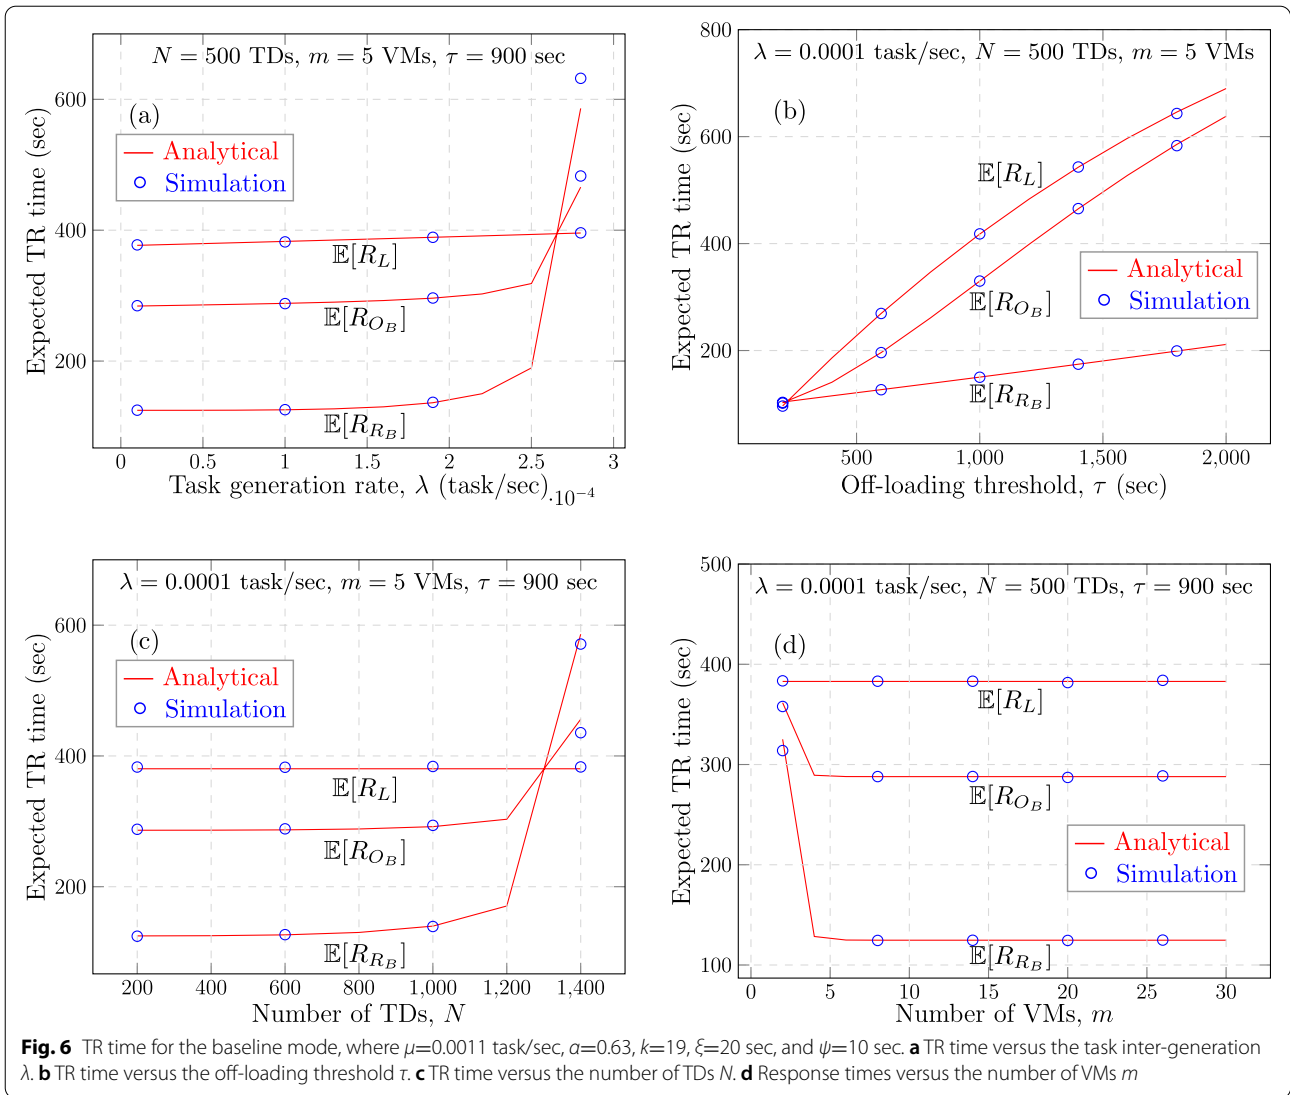 N = 500 TDs, m = 5 VMs, τ = 900 sec
(a)
Analytical
Simulation
𝔼[R_L]
𝔼[R_{O_B}]
𝔼[R_{R_B}]
600
400
200
0 0.5 1 1.5 2 2.5 3
Expected TR time (sec)
Task generation rate, λ (task/sec)
·10⁻⁴
λ = 0.0001 task/sec, N = 500 TDs, m = 5 VMs
(b)
𝔼[R_L]
Analytical
Simulation
𝔼[R_{O_B}]
𝔼[R_{R_B}]
800
600
400
200
500 1,000 1,500 2,000
Expected TR time (sec)
Off-loading threshold, τ (sec)
λ = 0.0001 task/sec, m = 5 VMs, τ = 900 sec
(c)
Analytical
Simulation
𝔼[R_L]
𝔼[R_{O_B}]
𝔼[R_{R_B}]
600
400
200
200 400 600 800 1,000 1,200 1,400
Expected TR time (sec)
Number of TDs, N
λ = 0.0001 task/sec, N = 500 TDs, τ = 900 sec
(d)
𝔼[R_L]
𝔼[R_{O_B}]
Analytical
Simulation
𝔼[R_{R_B}]
500
400
300
200
100
0 5 10 15 20 25 30
Expected TR time (sec)
Number of VMs, m
Fig. 6 TR time for the baseline mode, where μ=0.0011 task/sec, α=0.63, k=19, ξ=20 sec, and ψ=10 sec. a TR time versus the task inter-generation
λ. b TR time versus the off-loading threshold τ. c TR time versus the number of TDs N. d Response times versus the number of VMs m